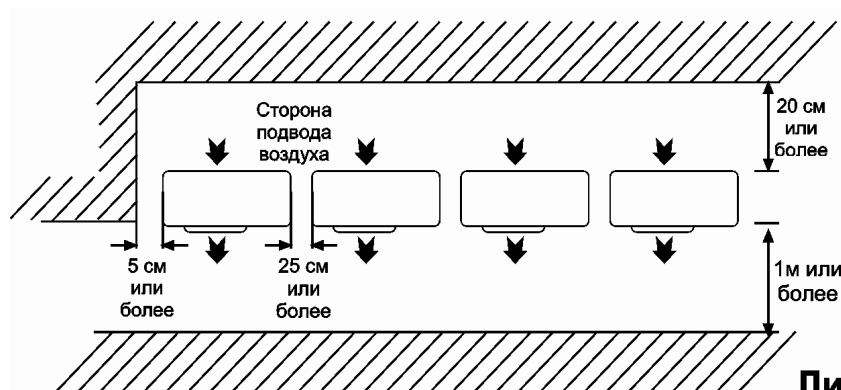 Сторона
подвода
воздуха
20 см
или
более
5 см
или
более
25 см
или
более
1м или
более